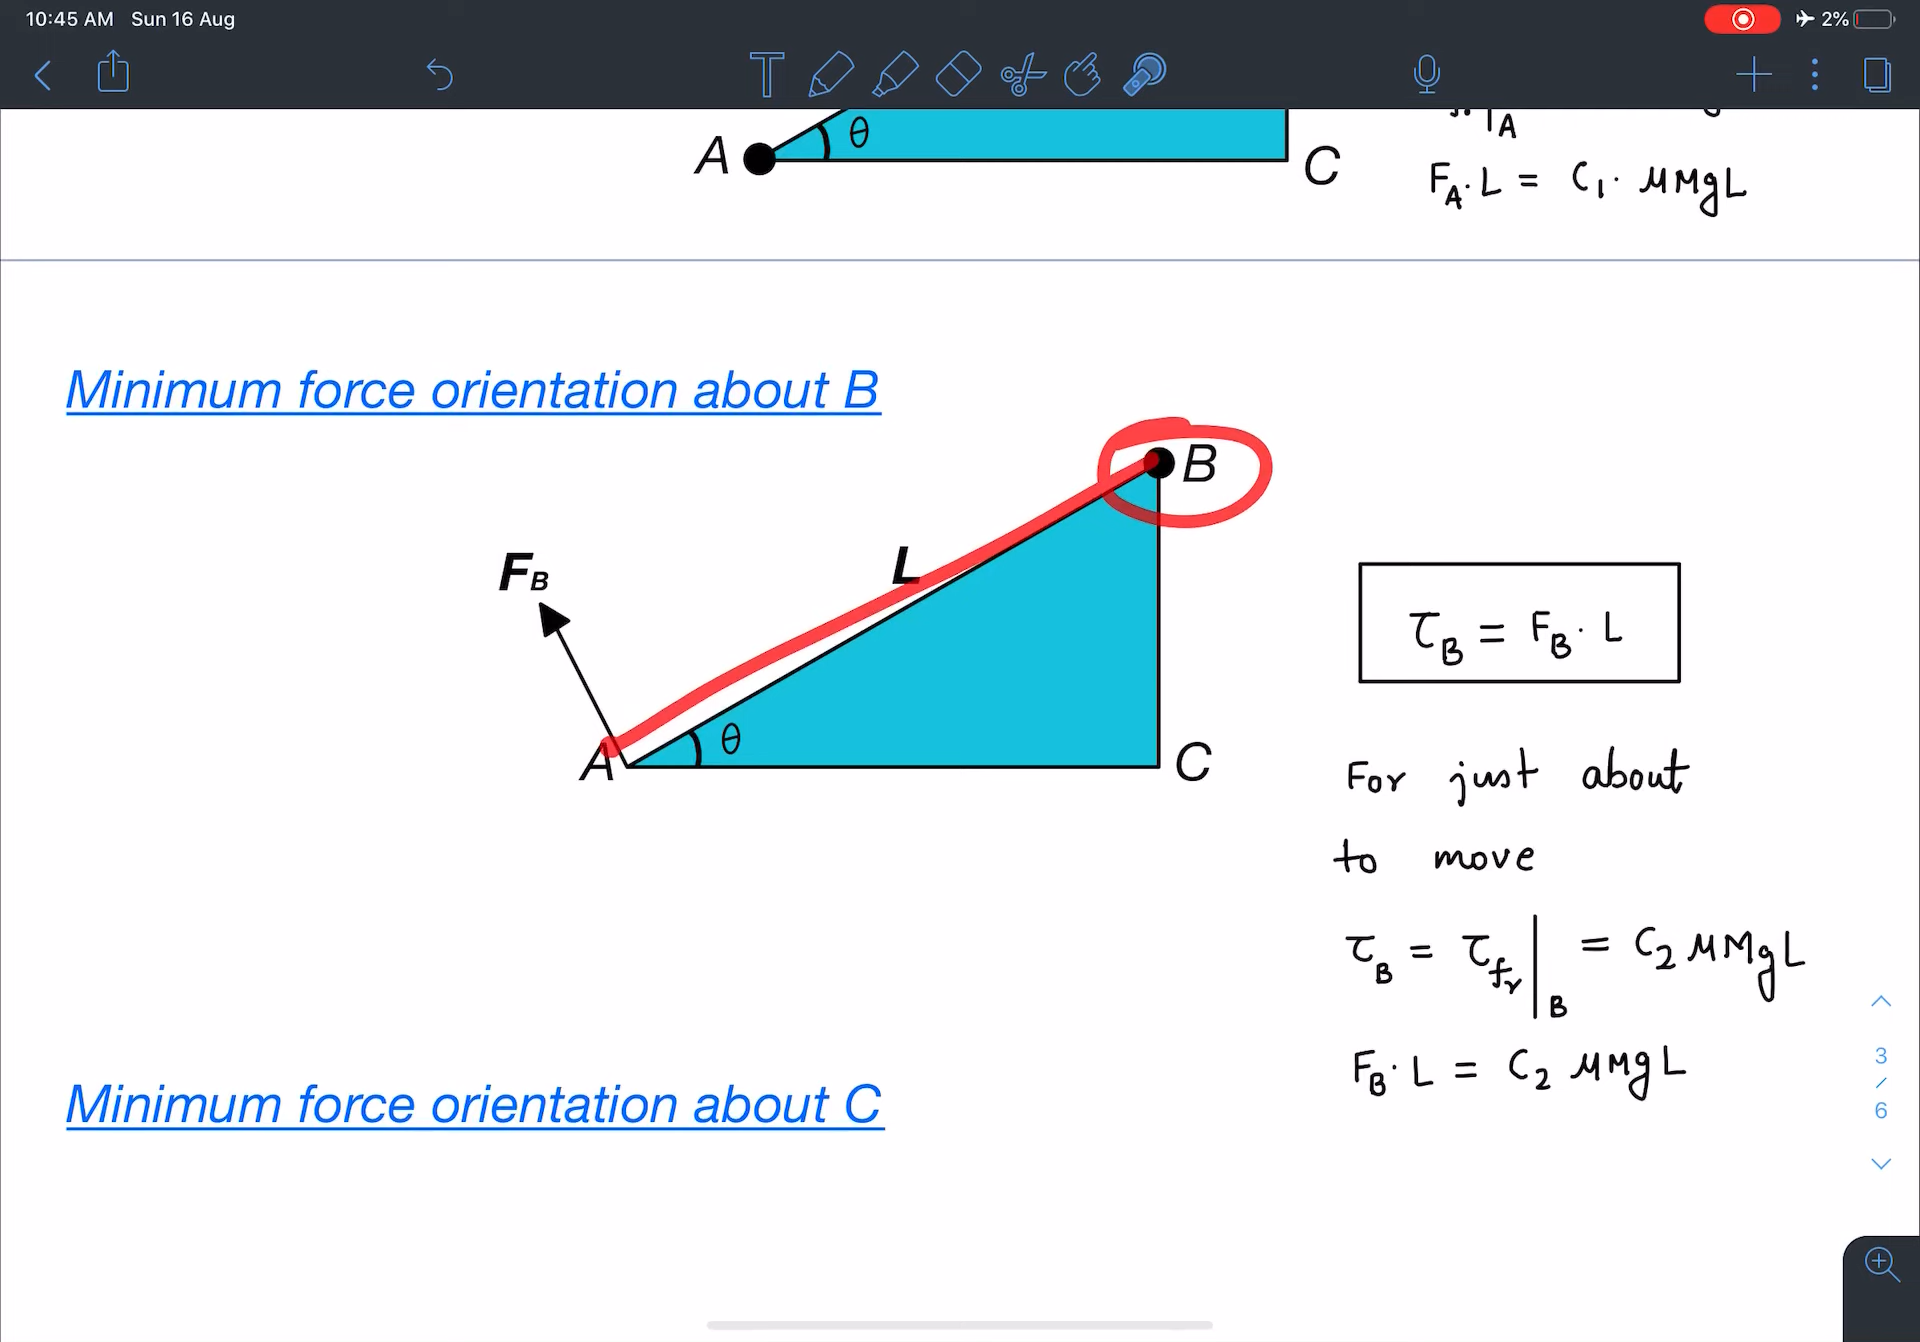 10:45 AM Sun 16 Aug
2%
A
θ
C
F_A · L = C₁ · μMgL
Minimum force orientation about B
B
L
F_B
A
θ
C
τ_B = F_B · L
For just about
to move
τ_B = τ_fr |_B = C₂ μMgL
F_B · L = C₂ μMgL
3
/
6
Minimum force orientation about C